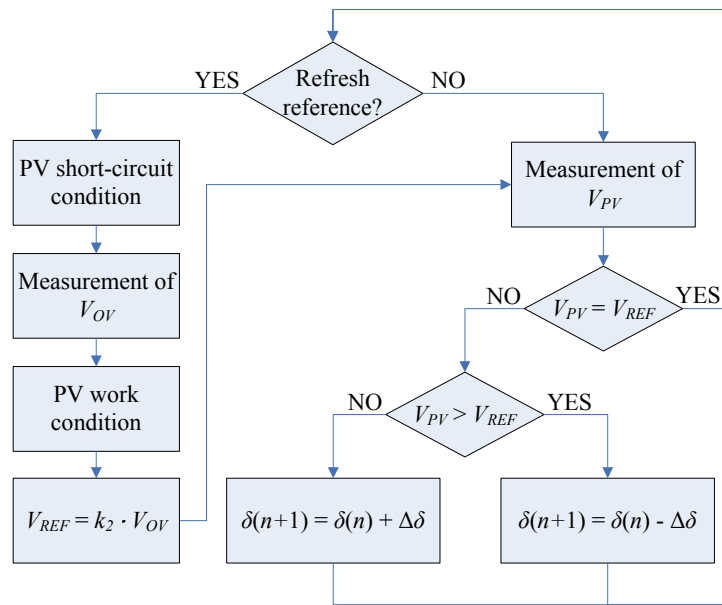 Refresh
reference?
YES
NO
PV short-circuit
condition
Measurement of
V_OV
PV work
condition
V_REF = k_2 · V_OV
Measurement of
V_PV
V_PV = V_REF
NO
YES
V_PV > V_REF
NO
YES
δ(n+1) = δ(n) + Δδ
δ(n+1) = δ(n) - Δδ